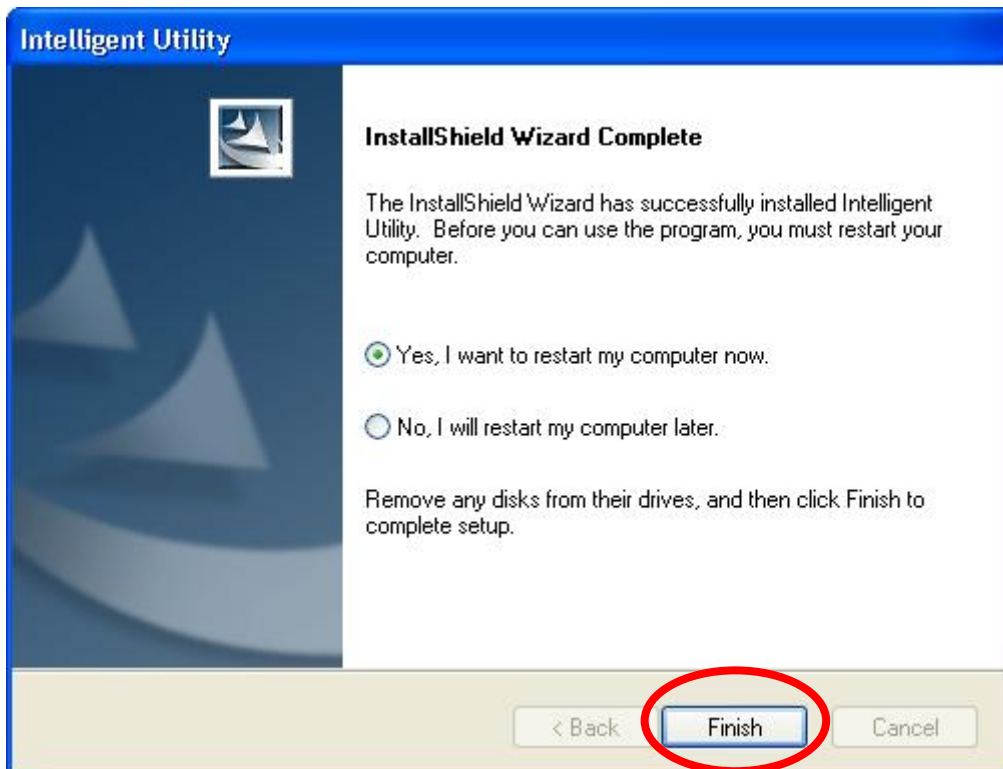 Intelligent Utility
InstallShield Wizard Complete
The InstallShield Wizard has successfully installed Intelligent
Utility. Before you can use the program, you must restart your
computer.
Yes, I want to restart my computer now.
No, I will restart my computer later.
Remove any disks from their drives, and then click Finish to
complete setup.
< Back Finish Cancel